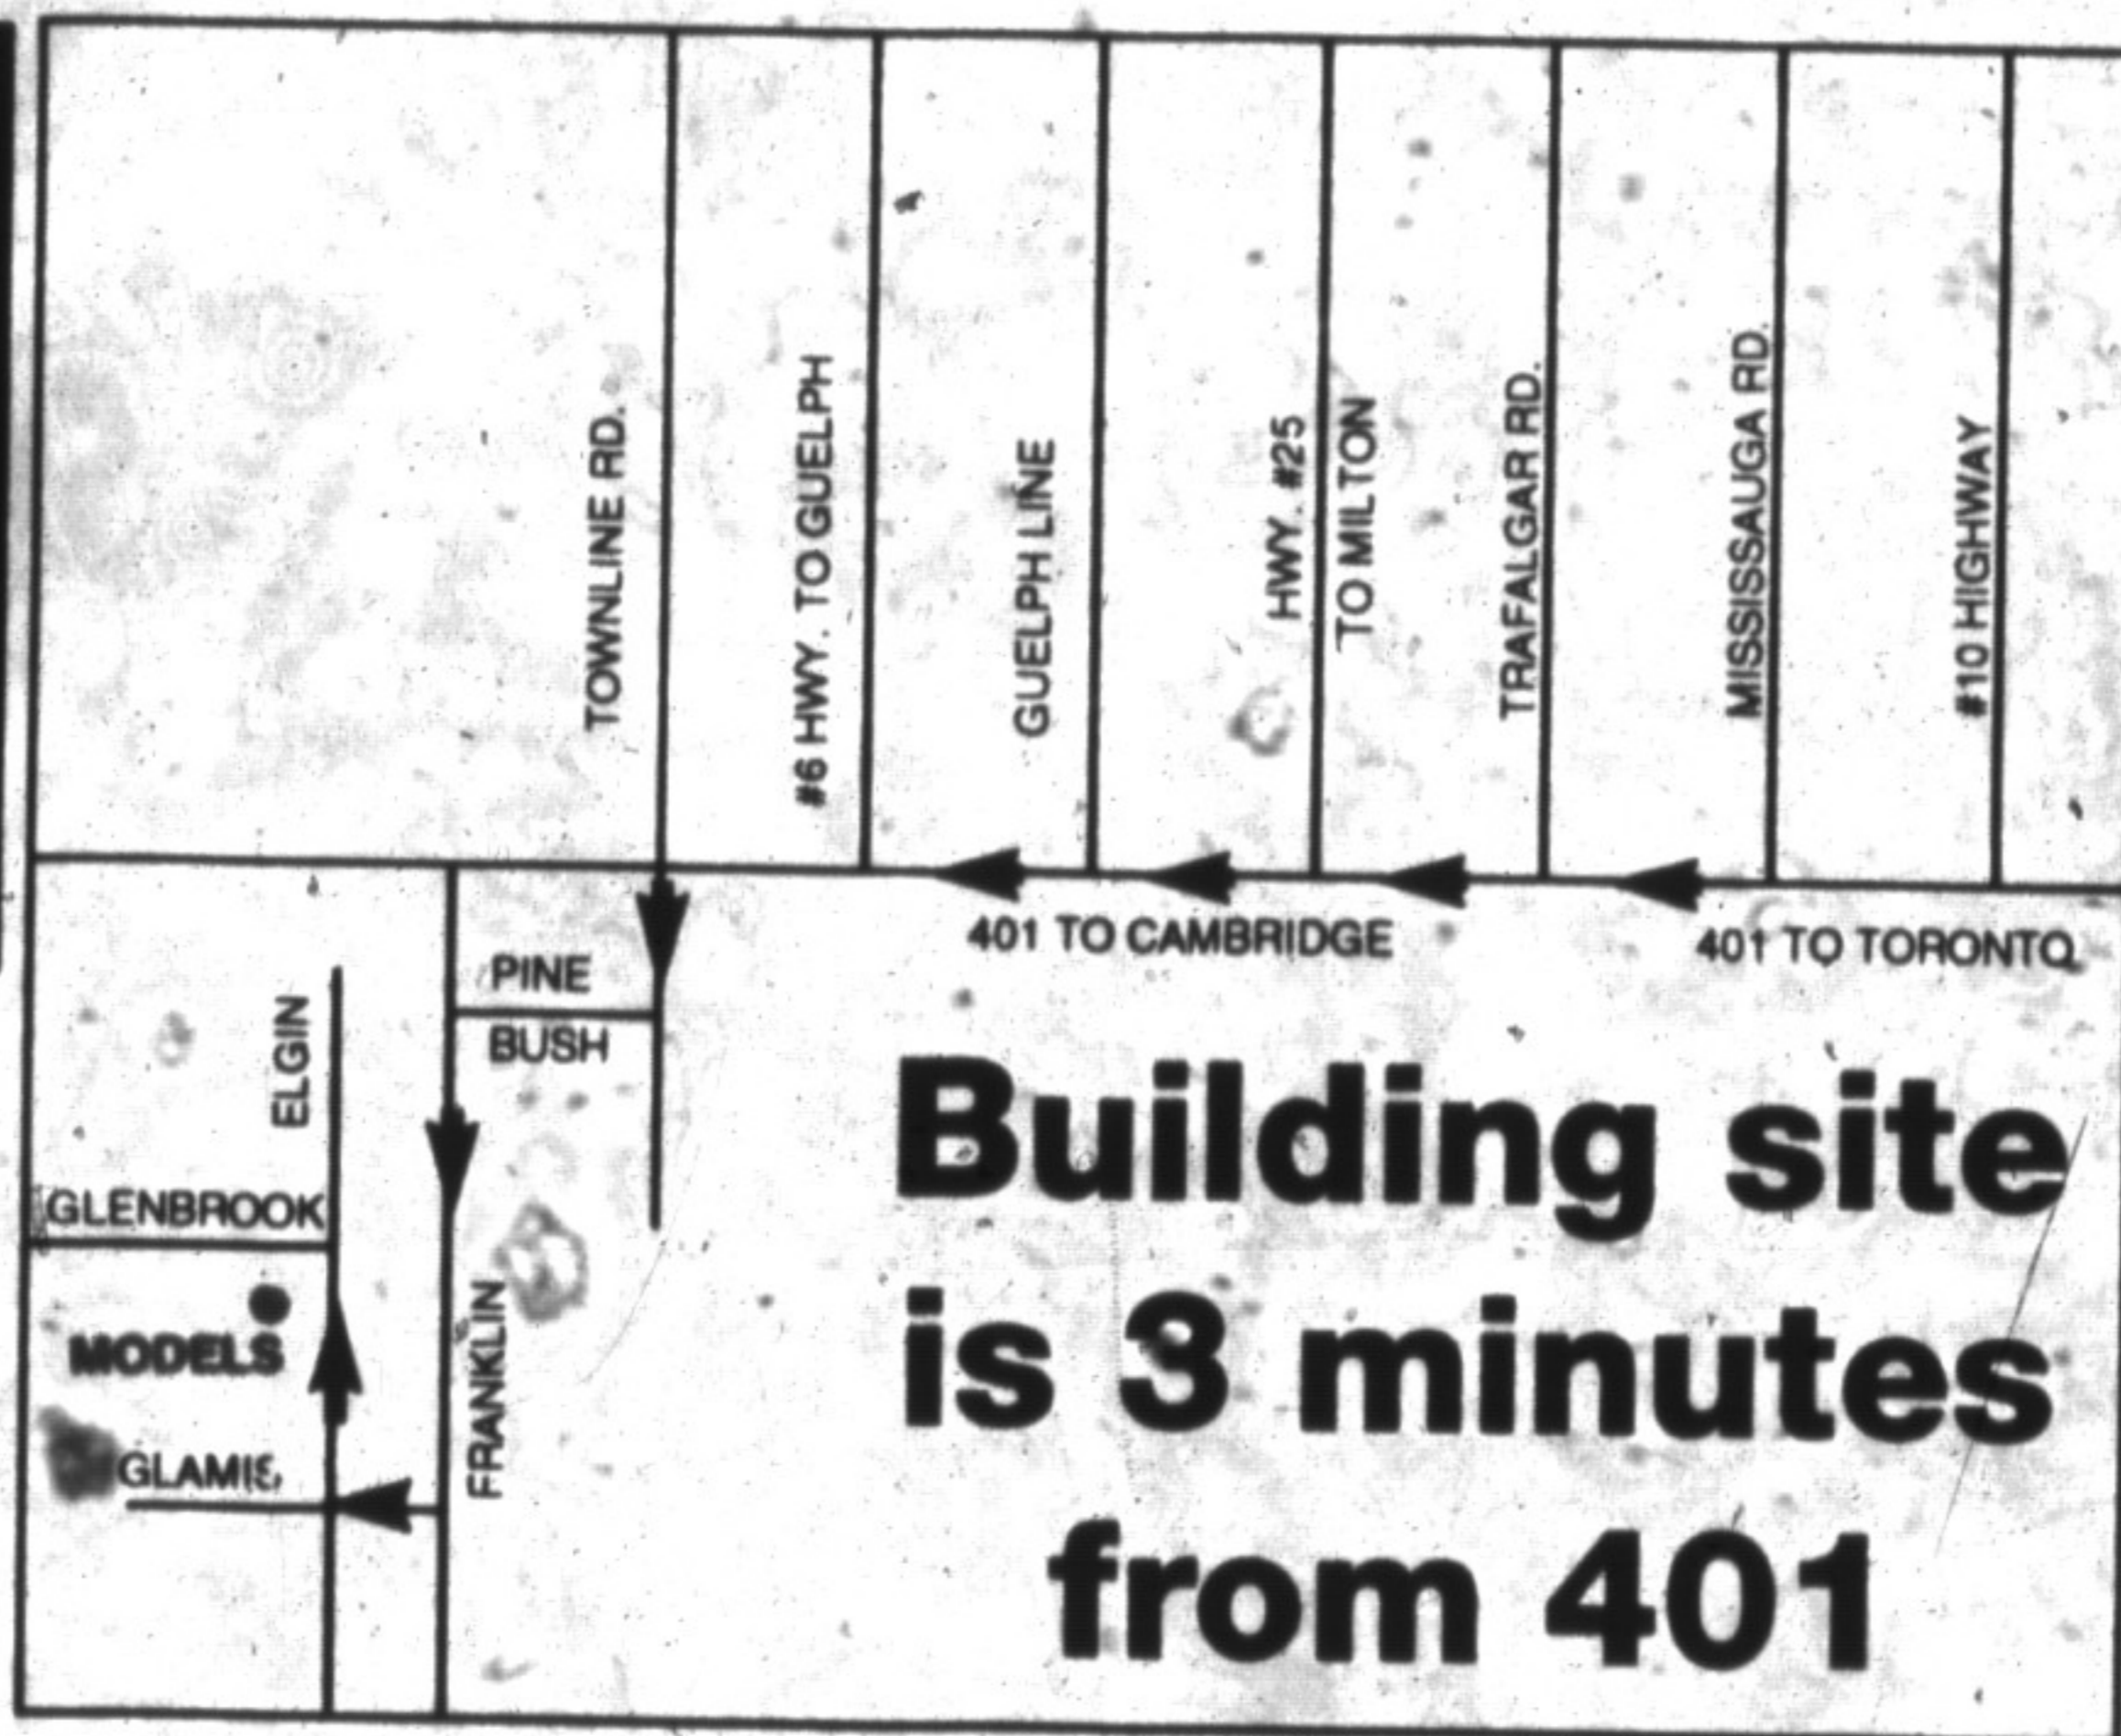 TOWNLINE RD.
#6 HWY. TO GUELPH
GUELPH LINE
HWY. #25
TO MILTON
TRAFALGAR RD.
MISSISSAUGA RD.
#10 HIGHWAY
401 TO CAMBRIDGE
401 TO TORONTO
PINE
BUSH
ELGIN
GLENBROOK
MODELS
FRANKLIN
GLAMIS
Building site
is 3 minutes
from 401